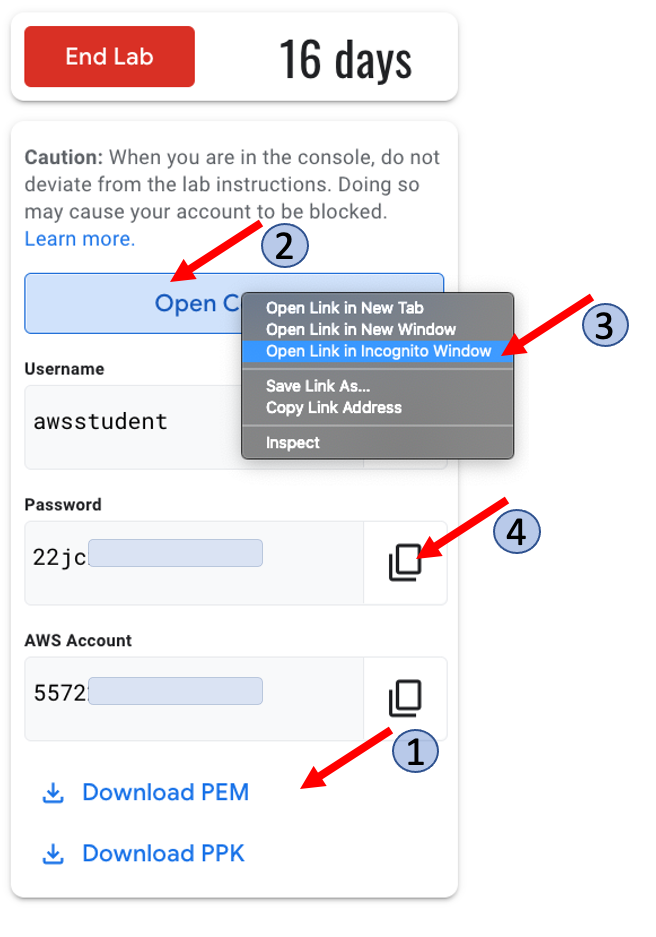 End Lab
16 days
Caution: When you are in the console, do not
deviate from the lab instructions. Doing so
may cause your account to be blocked.
Learn more.
2
Open C
Open Link in New Tab
Open Link in New Window
Open Link in Incognito Window
3
Save Link As...
Copy Link Address
Inspect
Username
awsstudent
Password
22jc
4
AWS Account
5572
1
Download PEM
Download PPK